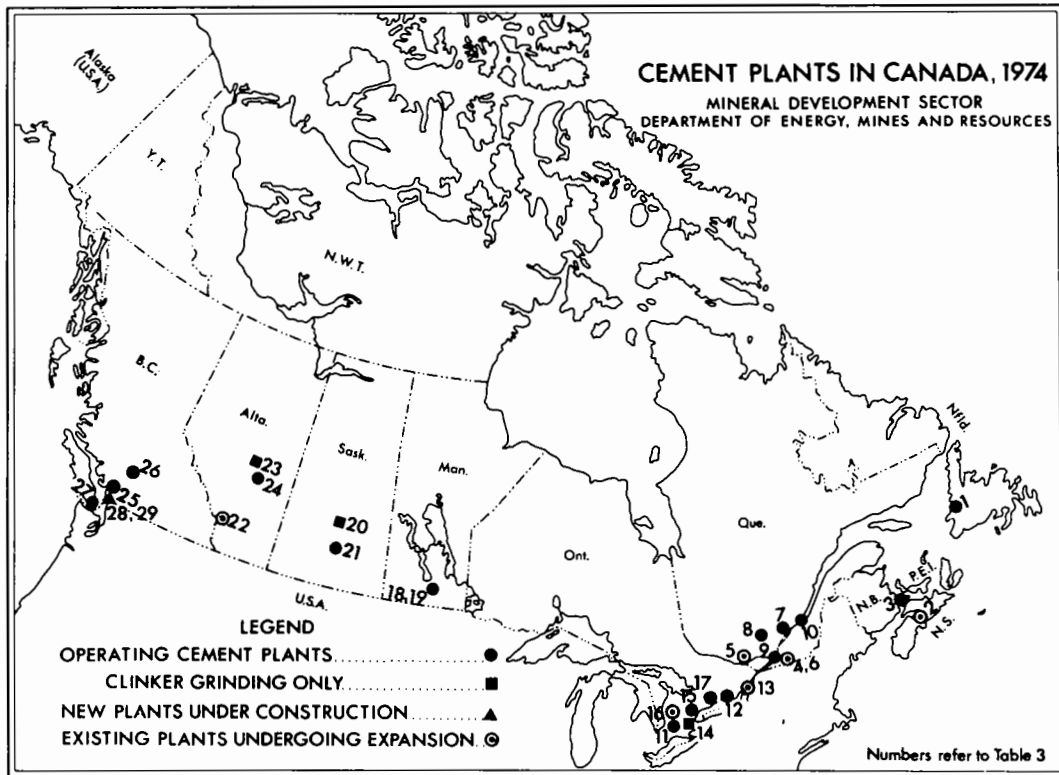 CEMENT PLANTS IN CANADA, 1974
MINERAL DEVELOPMENT SECTOR
DEPARTMENT OF ENERGY, MINES AND RESOURCES
Alaska
(U.S.A.)
Y.T.
N.W.T.
B.C.
Alta.
Sask.
Man.
Ont.
Que.
Nfld.
P.E.I.
N.B.
N.S.
U.S.A.
26
27
25
28, 29
23
24
22
20
21
18,19
1
2
3
7
8
10
9
5
4,6
13
17
12
15
16
11
14
LEGEND
OPERATING CEMENT PLANTS
CLINKER GRINDING ONLY
NEW PLANTS UNDER CONSTRUCTION
EXISTING PLANTS UNDERGOING EXPANSION
Numbers refer to Table 3